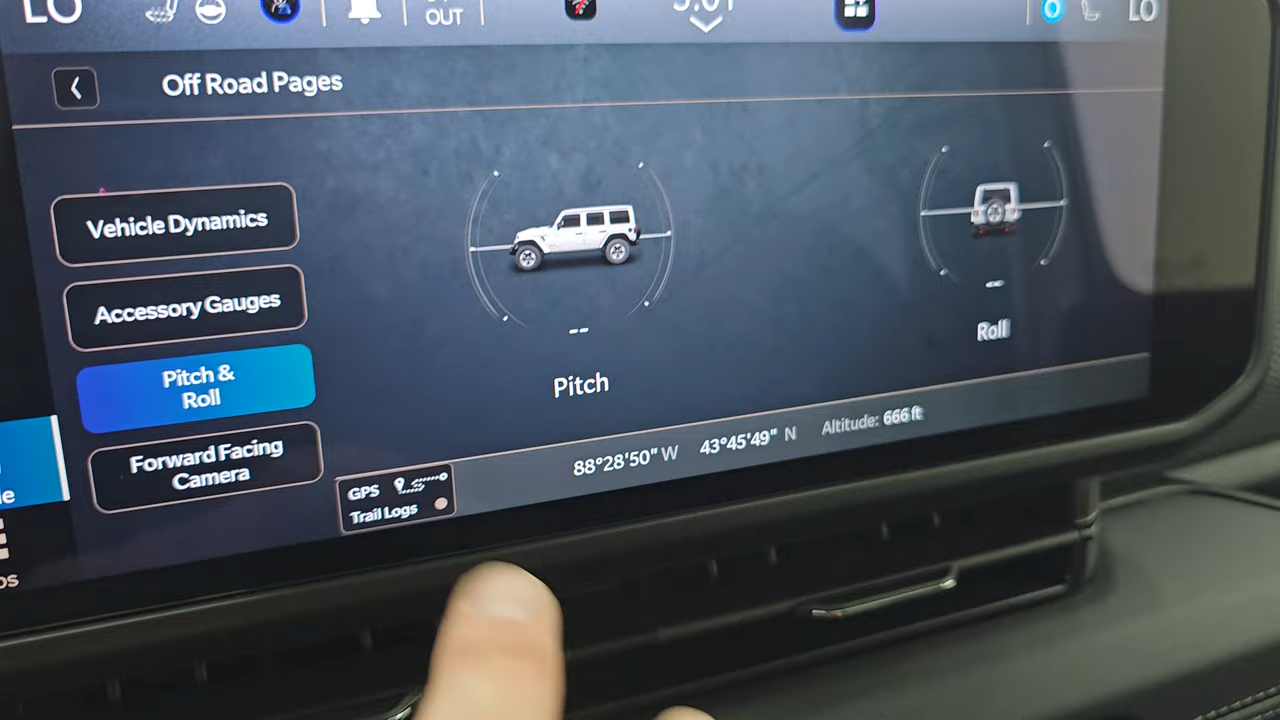 LO
OUT
LO
Off Road Pages
Vehicle Dynamics
Accessory Gauges
Pitch &
Roll
Forward Facing
Camera
--
Pitch
--
Roll
GPS
Trail Logs
88°28'50" W 43°45'49" N Altitude: 666 ft